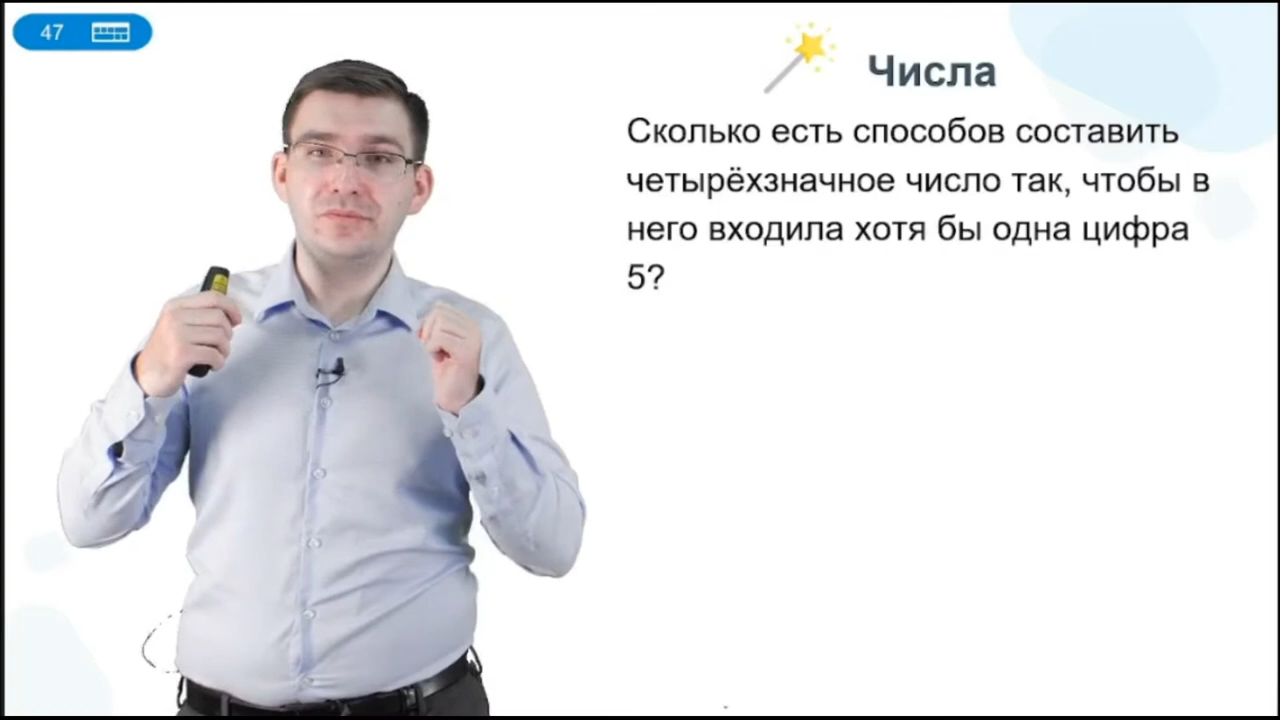 47
Числа
Сколько есть способов составить
четырёхзначное число так, чтобы в
него входила хотя бы одна цифра
5?